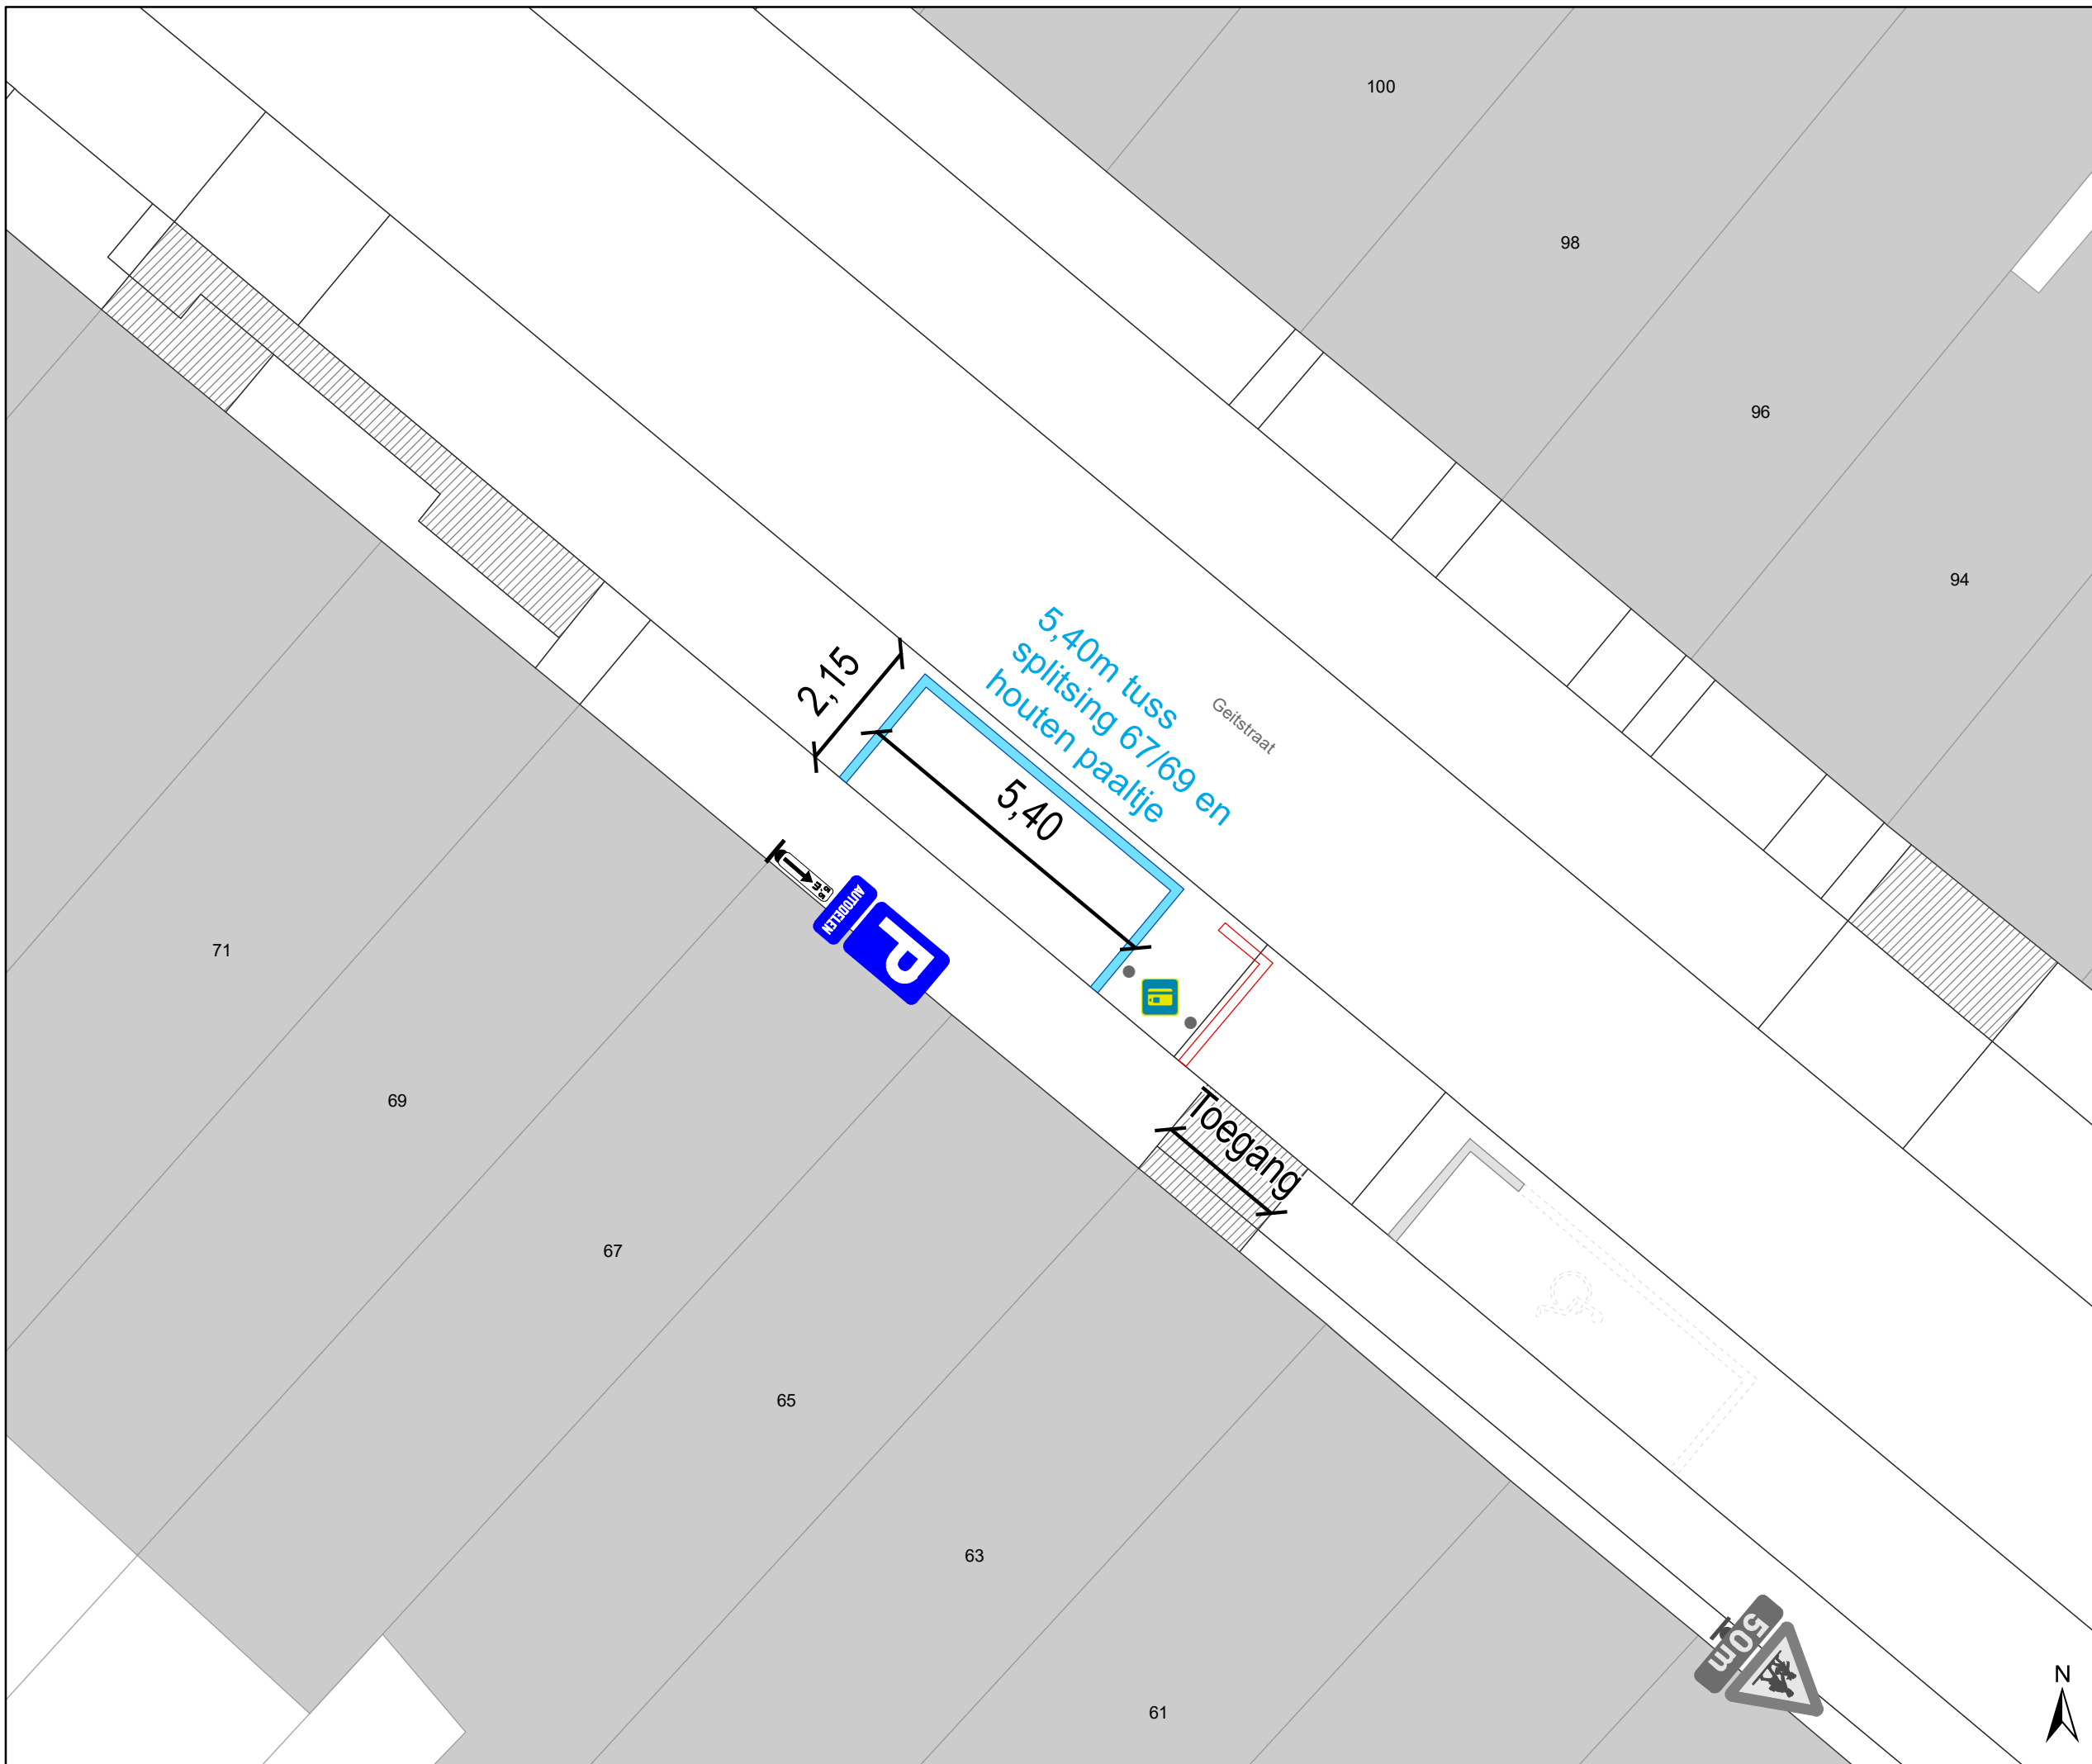 100
98
96
94
2,15
5,40m tuss
splitsing 67/69 en
houten paaltje
Geitstraat
5,40
AUTODELEN
P
71
69
67
65
63
61
Toegang
50m
N